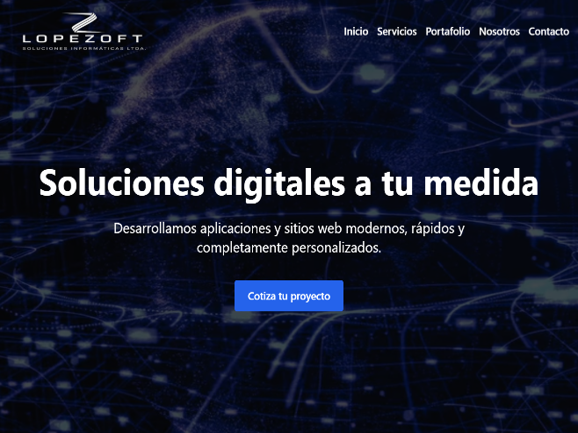 LOPEZOFT
SOLUCIONES INFORMÁTICAS LTDA.
Inicio Servicios Portafolio Nosotros Contacto
Soluciones digitales a tu medida
Desarrollamos aplicaciones y sitios web modernos, rápidos y
completamente personalizados.
Cotiza tu proyecto